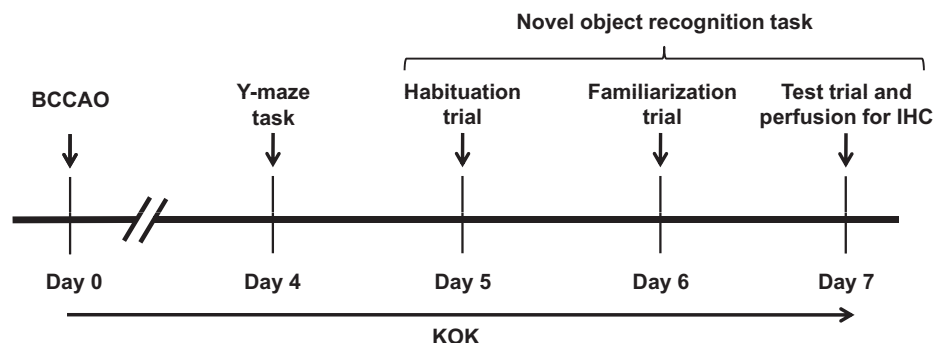 Novel object recognition task
BCCAO
Y-maze
task
Habituation
trial
Familiarization
trial
Test trial and
perfusion for IHC
Day 0
Day 4
Day 5
Day 6
Day 7
KOK